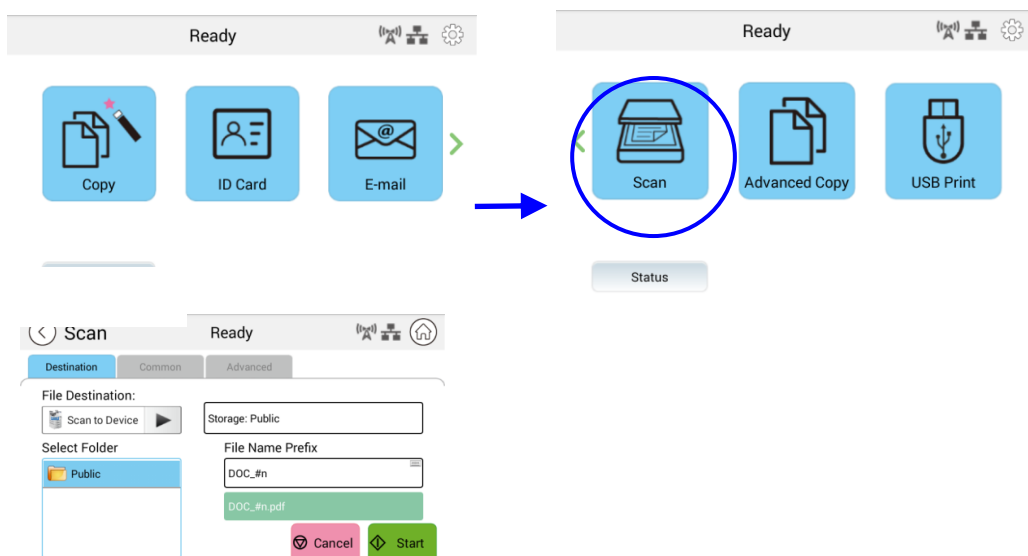 Ready
Copy
ID Card
E-mail
@
Ready
Scan
Advanced Copy
USB Print
Status
Scan
Ready
Destination
Common
Advanced
File Destination:
Scan to Device
Storage: Public
Select Folder
File Name Prefix
Public
DOC_#n
DOC_#n.pdf
Cancel
Start